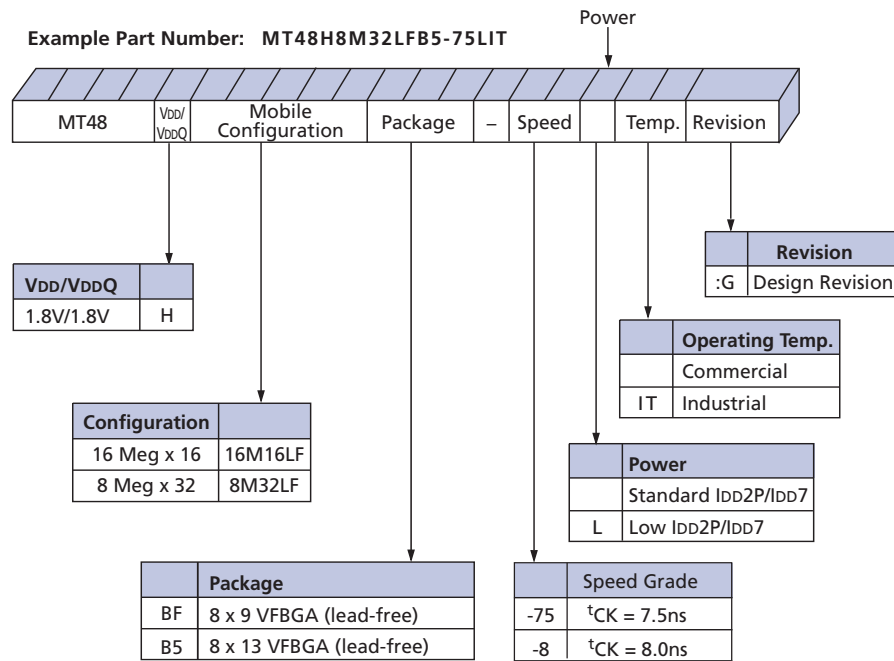 Power
Example Part Number: MT48H8M32LFB5-75LIT
MT48
VDD/
VDDQ
Mobile
Configuration
Package
–
Speed
Temp.
Revision
Revision
:G Design Revision
VDD/VDDQ
1.8V/1.8V H
Operating Temp.
Commercial
IT Industrial
Configuration
16 Meg x 16 16M16LF
8 Meg x 32 8M32LF
Power
Standard IDD2P/IDD7
L Low IDD2P/IDD7
Package
BF 8 x 9 VFBGA (lead-free)
B5 8 x 13 VFBGA (lead-free)
Speed Grade
-75 tCK = 7.5ns
-8 tCK = 8.0ns